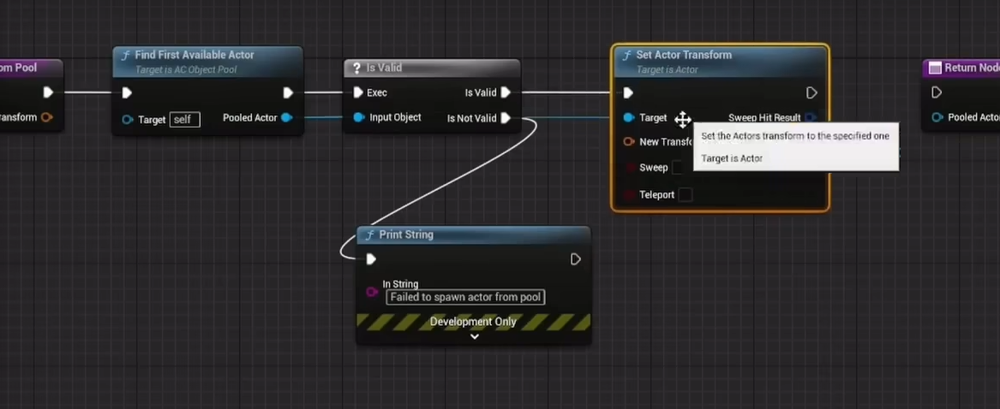 om Pool
ransform
Find First Available Actor
Target is AC Object Pool
Target self
Pooled Actor
? Is Valid
Exec
Is Valid
Input Object
Is Not Valid
Set Actor Transform
Target is Actor
Target
Sweep Hit Result
New Transfo
Sweep
Teleport
Set the Actors transform to the specified one
Target is Actor
Return Node
Pooled Actor
Print String
In String
Failed to spawn actor from pool
Development Only